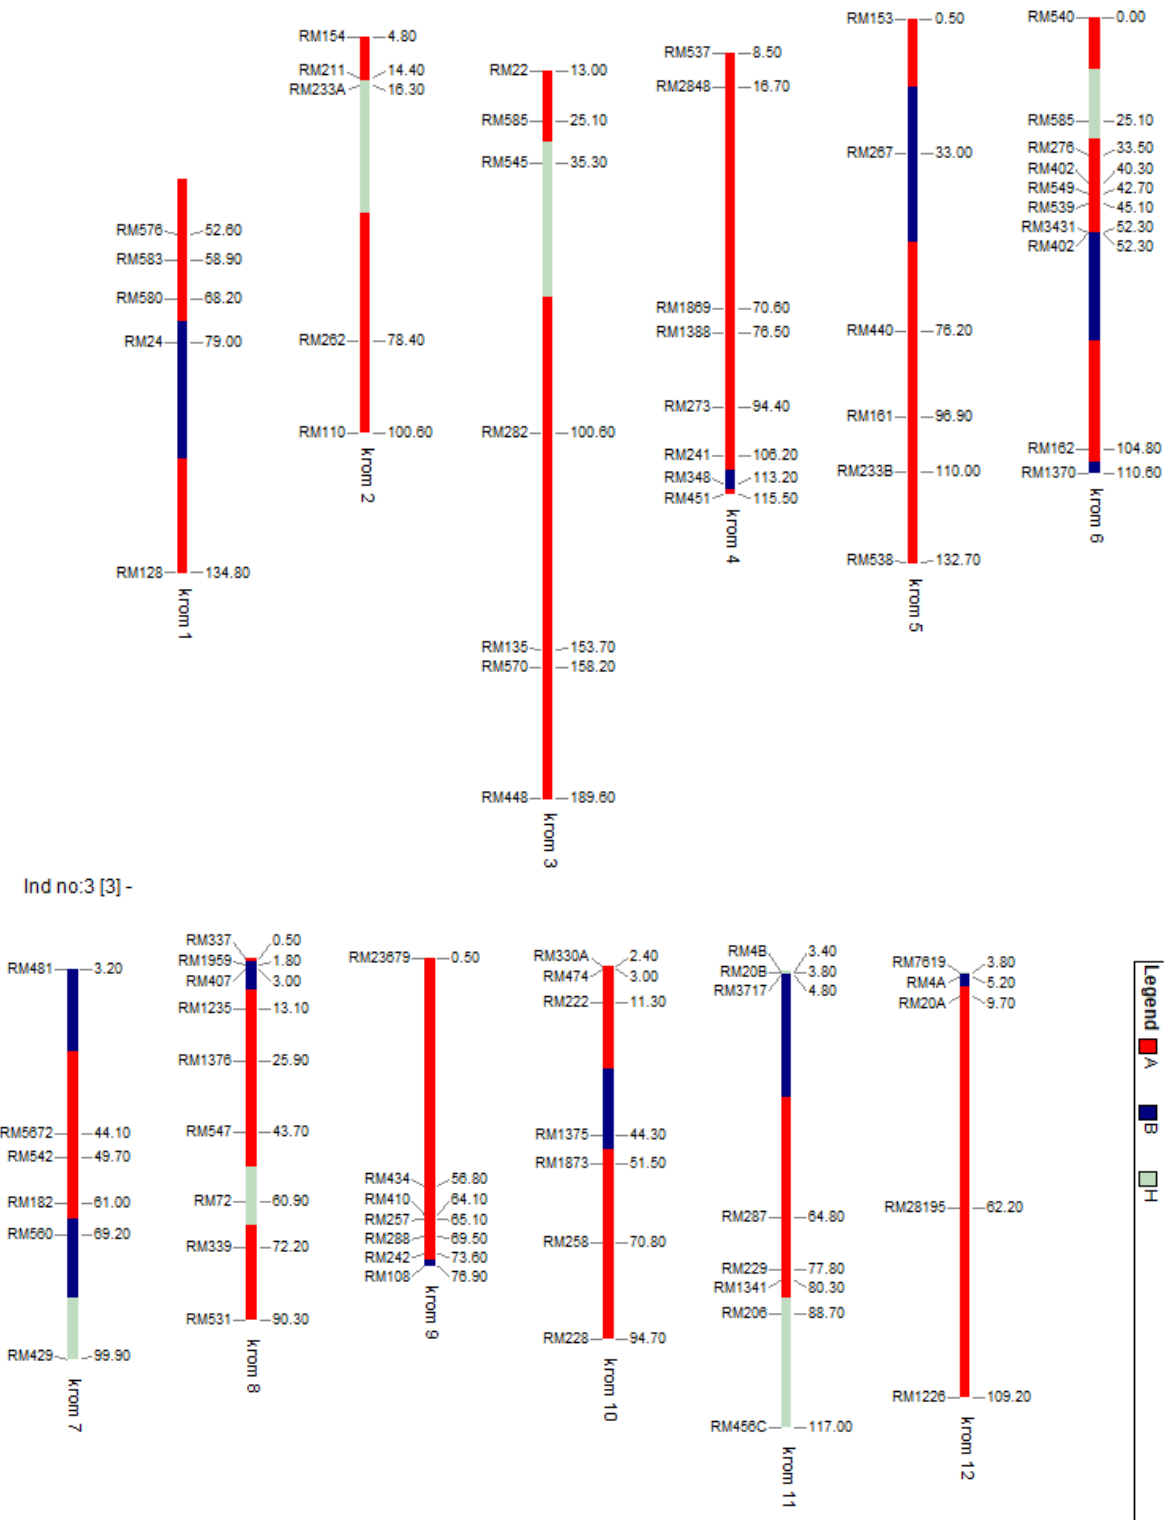 RM576 52.60
RM583 58.90
RM580 68.20
RM24 79.00
RM128 134.80
krom 1
RM154 4.80
RM211 14.40
RM233A 16.30
RM262 78.40
RM110 100.60
krom 2
RM22 13.00
RM585 25.10
RM545 35.30
RM282 100.60
RM135 153.70
RM570 158.20
RM448 189.60
krom 3
RM537 8.50
RM2848 16.70
RM1869 70.60
RM1388 76.50
RM273 94.40
RM241 106.20
RM348 113.20
RM451 115.50
krom 4
RM153 0.50
RM267 33.00
RM440 76.20
RM161 96.90
RM233B 110.00
RM538 132.70
krom 5
RM540 0.00
RM585 25.10
RM276 33.50
RM402 40.30
RM549 42.70
RM539 45.10
RM3431 52.30
RM402 52.30
RM162 104.80
RM1370 110.60
krom 6
Ind no:3 [3] -
RM481 3.20
RM5672 44.10
RM542 49.70
RM182 61.00
RM560 69.20
RM429 99.90
krom 7
RM337 0.50
RM1959 1.80
RM407 3.00
RM1235 13.10
RM1376 25.90
RM547 43.70
RM72 60.90
RM339 72.20
RM531 90.30
krom 8
RM23679 0.50
RM434 56.80
RM410 64.10
RM257 65.10
RM288 69.50
RM242 73.60
RM108 76.90
krom 9
RM330A 2.40
RM474 3.00
RM222 11.30
RM1375 44.30
RM1873 51.50
RM258 70.80
RM228 94.70
krom 10
RM4B 3.40
RM20B 3.80
RM3717 4.80
RM287 64.80
RM229 77.80
RM1341 80.30
RM206 88.70
RM456C 117.00
krom 11
RM7619 3.80
RM4A 5.20
RM20A 9.70
RM28195 62.20
RM1226 109.20
krom 12
Legend
A
B
H